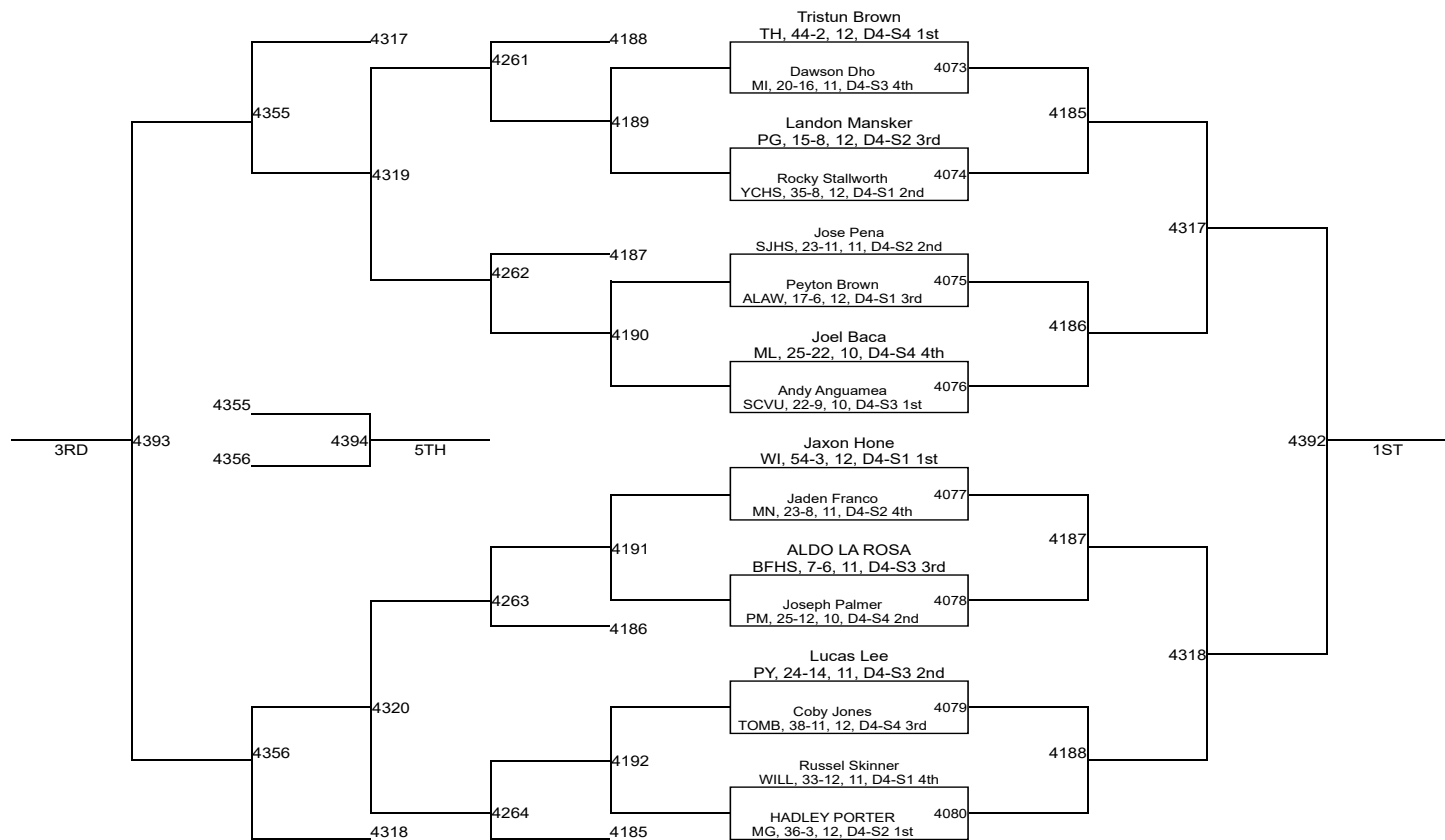 Tristun Brown
TH, 44-2, 12, D4-S4 1st
4317
4188
4261
Dawson Dho
4073
MI, 20-16, 11, D4-S3 4th
4355
4189
4185
Landon Mansker
PG, 15-8, 12, D4-S2 3rd
4319
Rocky Stallworth
4074
YCHS, 35-8, 12, D4-S1 2nd
4317
Jose Pena
SJHS, 23-11, 11, D4-S2 2nd
4187
4262
Peyton Brown
4075
ALAW, 17-6, 12, D4-S1 3rd
4190
4186
Joel Baca
ML, 25-22, 10, D4-S4 4th
Andy Anguamea
4076
SCVU, 22-9, 10, D4-S3 1st
4355
4393
4394
4392
3RD
4356
5TH
1ST
Jaxon Hone
WI, 54-3, 12, D4-S1 1st
Jaden Franco
4077
MN, 23-8, 11, D4-S2 4th
4191
4187
ALDO LA ROSA
BFHS, 7-6, 11, D4-S3 3rd
4263
Joseph Palmer
4078
PM, 25-12, 10, D4-S4 2nd
4186
4318
Lucas Lee
PY, 24-14, 11, D4-S3 2nd
4320
Coby Jones
4079
TOMB, 38-11, 12, D4-S4 3rd
4356
4192
4188
Russel Skinner
WILL, 33-12, 11, D4-S1 4th
4264
HADLEY PORTER
4080
MG, 36-3, 12, D4-S2 1st
4318
4185